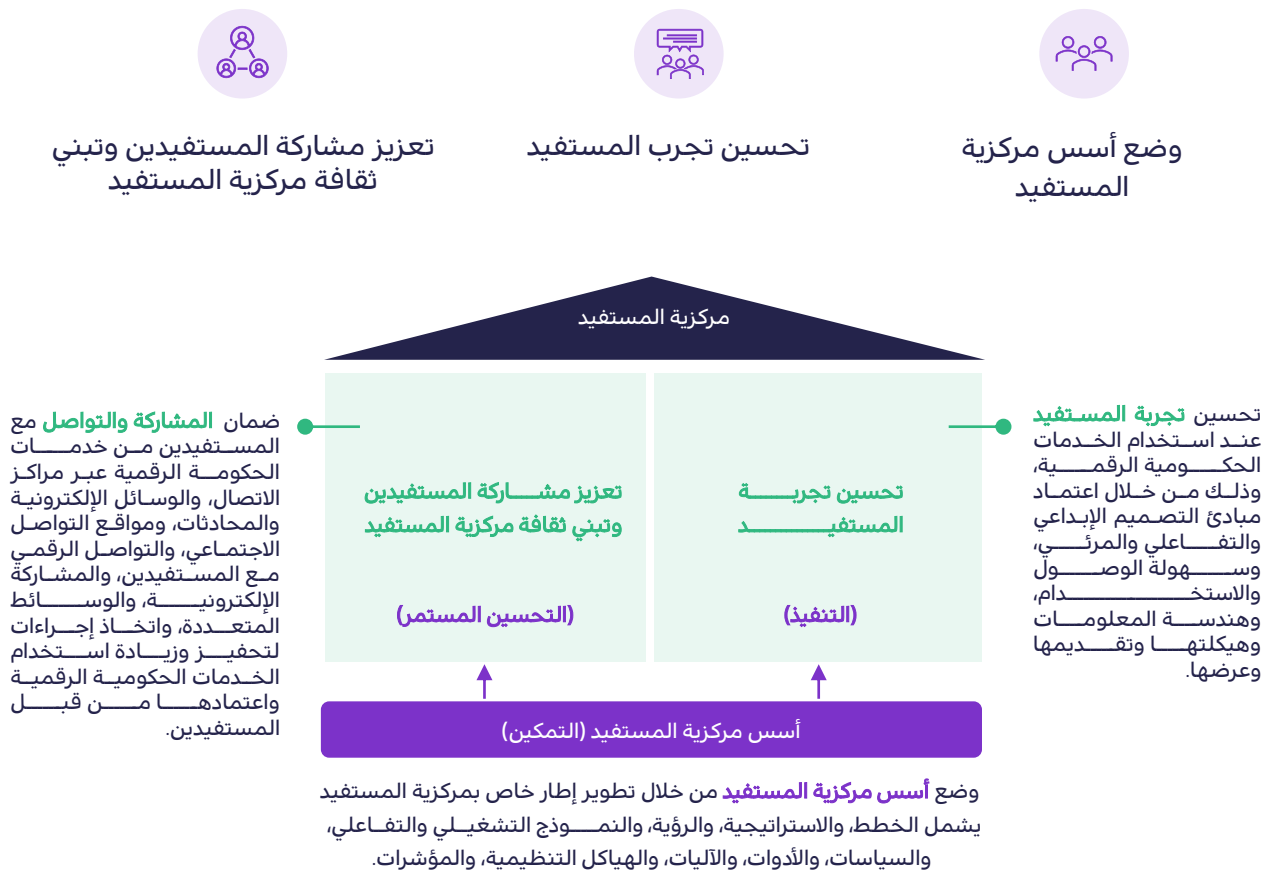 وضع أسس مركزية
المستفيد
تحسين تجرب المستفيد
تعزيز مشاركة المستفيدين وتبني
ثقافة مركزية المستفيد
مركزية المستفيد
تحسين تجربة المستفيد
عند استخدام الخدمات
الحكومية الرقمية،
وذلك من خلال اعتماد
مبادئ التصميم الإبداعي
والتفاعلي والمرئي،
وسهولة الوصول
والاستخدام،
وهندسة المعلومات
وهيكلتها وتقديمها
وعرضها.
تحسين تجربة
المستفيد
(التنفيذ)
تعزيز مشاركة المستفيدين
وتبني ثقافة مركزية المستفيد
(التحسين المستمر)
ضمان المشاركة والتواصل مع
المستفيدين من خدمات
الحكومة الرقمية عبر مراكز
الاتصال، والوسائل الإلكترونية
والمحادثات، ومواقع التواصل
الاجتماعي، والتواصل الرقمي
مع المستفيدين، والمشاركة
الإلكترونية، والوسائط
المتعددة، واتخاذ إجراءات
لتحفيز وزيادة استخدام
الخدمات الحكومية الرقمية
واعتمادها من قبل
المستفيدين.
أسس مركزية المستفيد (التمكين)
وضع أسس مركزية المستفيد من خلال تطوير إطار خاص بمركزية المستفيد
يشمل الخطط، والاستراتيجية، والرؤية، والنموذج التشغيلي والتفاعلي،
والسياسات، والأدوات، والآليات، والهياكل التنظيمية، والمؤشرات.